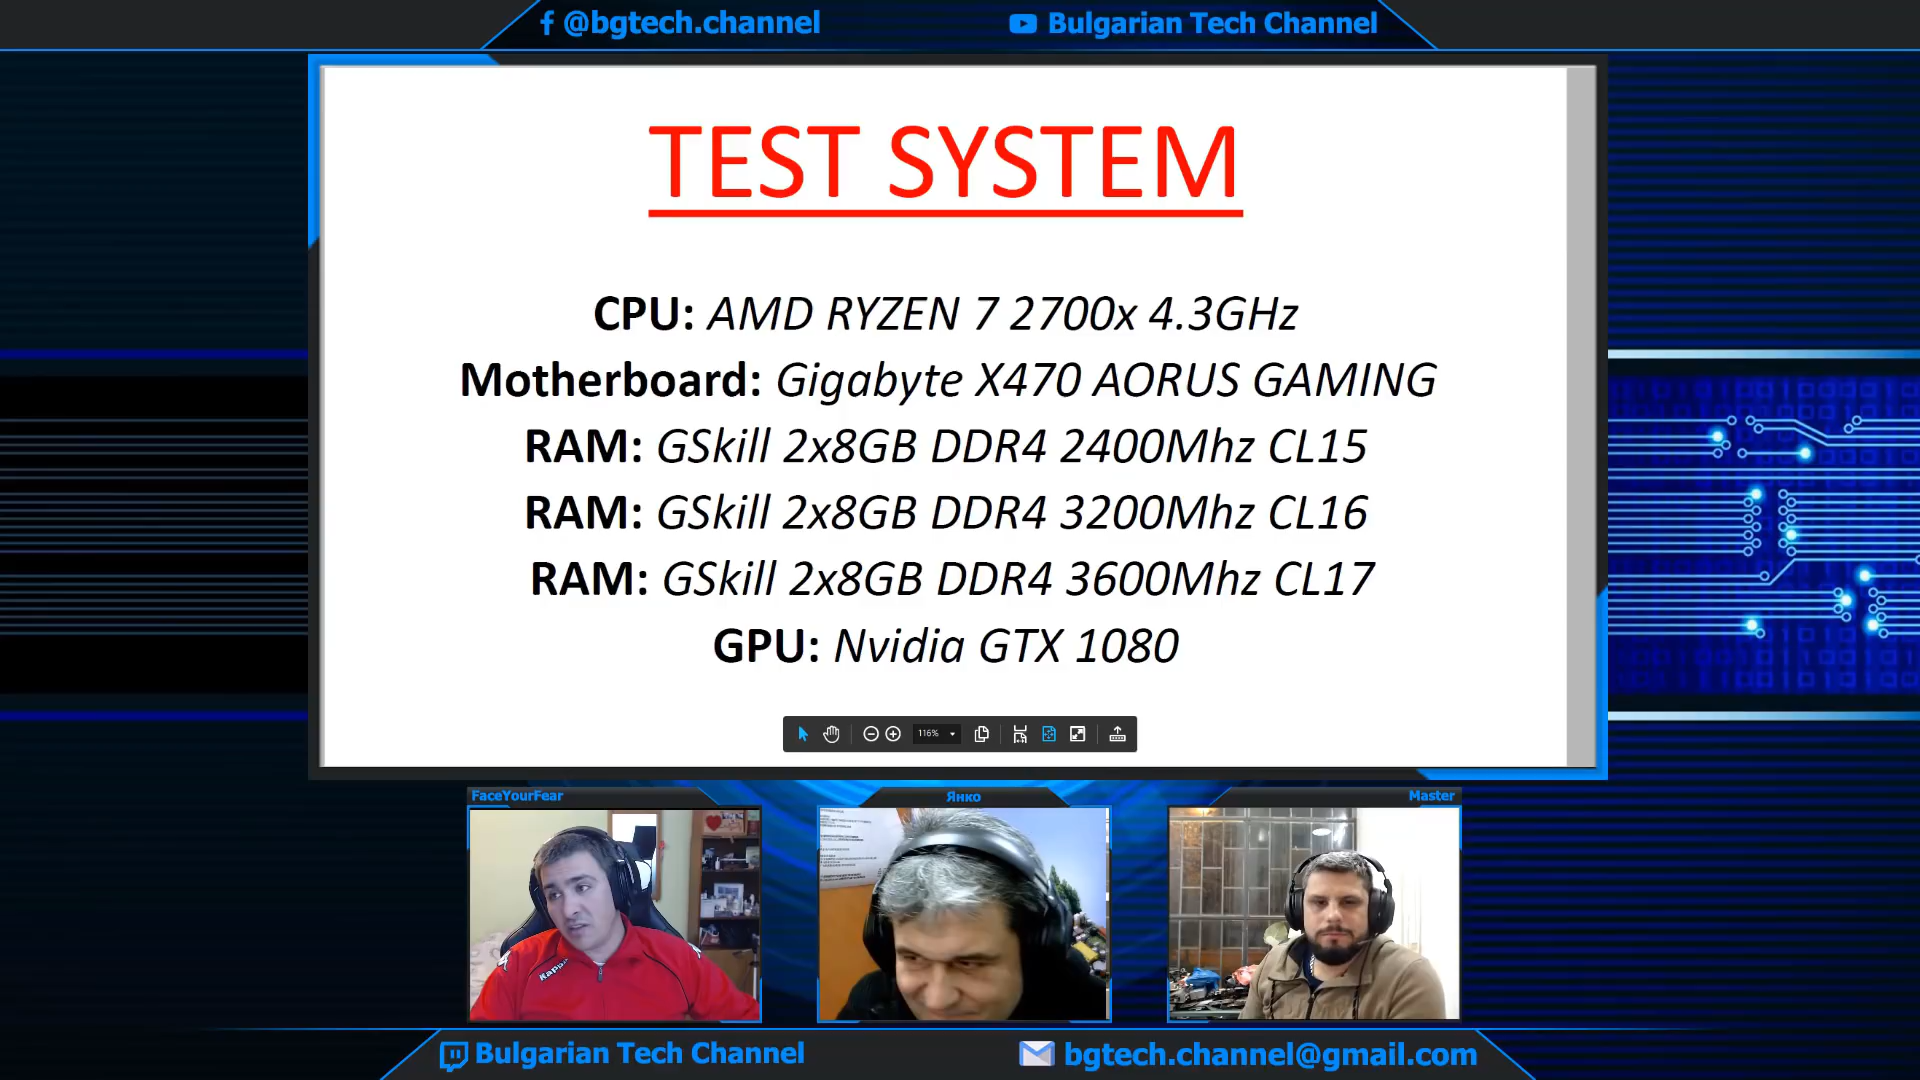 @bgtech.channel
Bulgarian Tech Channel
TEST SYSTEM
CPU: AMD RYZEN 7 2700x 4.3GHz
Motherboard: Gigabyte X470 AORUS GAMING
RAM: GSkill 2x8GB DDR4 2400Mhz CL15
RAM: GSkill 2x8GB DDR4 3200Mhz CL16
RAM: GSkill 2x8GB DDR4 3600Mhz CL17
GPU: Nvidia GTX 1080
116%
FaceYourFear
Янко
Master
Kappa
Bulgarian Tech Channel
bgtech.channel@gmail.com